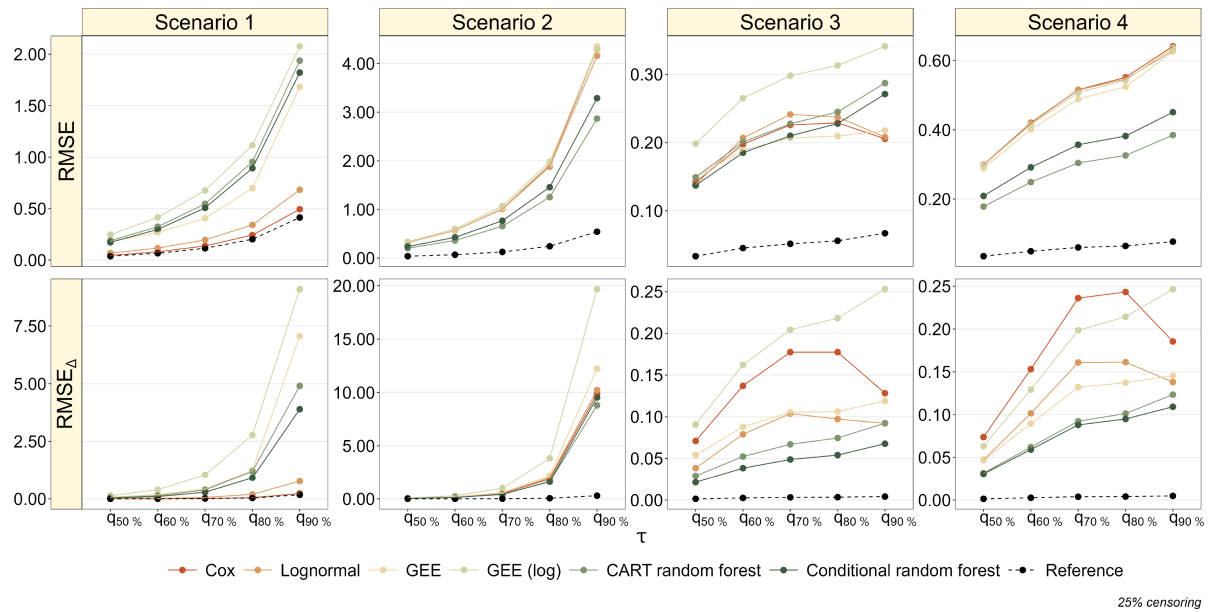 Scenario 1 Scenario 2 Scenario 3 Scenario 4
RMSE
2.00 4.00 0.30 0.60
1.50 3.00 0.20 0.40
1.00 2.00 0.10 0.20
0.50 1.00
0.00 0.00
RMSE Δ
7.50 20.00 0.25 0.25
5.00 15.00 0.20 0.20
2.50 10.00 0.15 0.15
0.00 5.00 0.10 0.10
0.00 0.05 0.05
0.00 0.00
q50 % q60 % q70 % q80 % q90 % q50 % q60 % q70 % q80 % q90 % q50 % q60 % q70 % q80 % q90 % q50 % q60 % q70 % q80 % q90 %
τ
Cox Lognormal GEE GEE (log) CART random forest Conditional random forest Reference
25% censoring